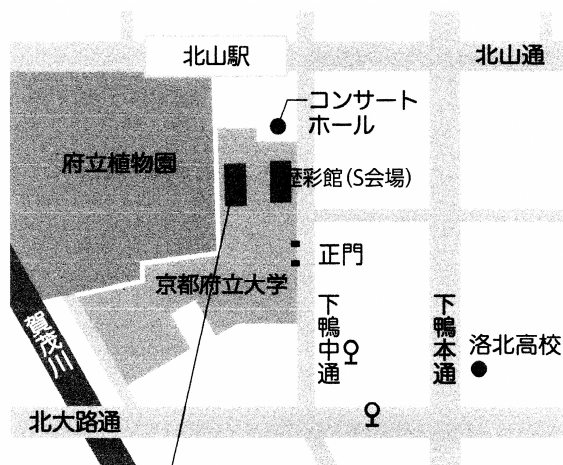 北山駅
北山通
コンサート
ホール
府立植物園
歴彩館(S会場)
正門
京都府立大学
下鴨中通
下鴨本通
洛北高校
賀茂川
北大路通